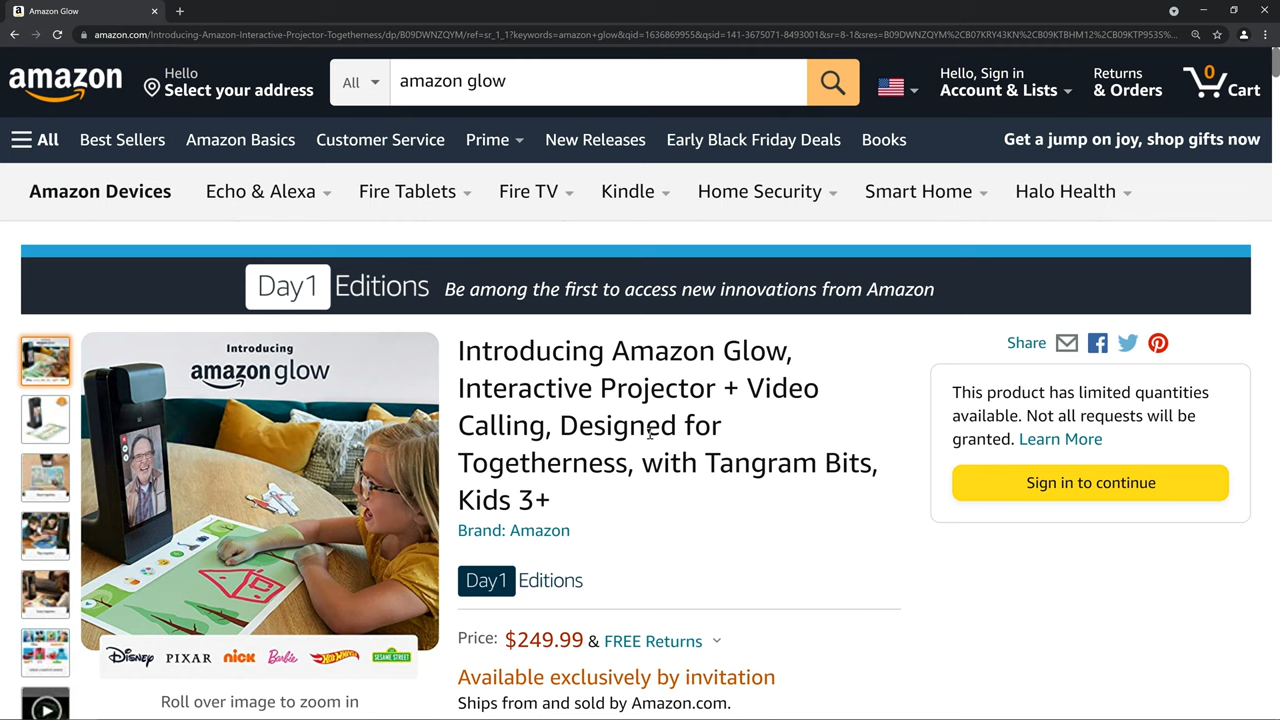 Amazon Glow
amazon.com/Introducing-Amazon-Interactive-Projector-Togetherness/dp/B09DWNZQYM/ref=sr_1_1?keywords=amazon+glow&qid=1636869955&qsid=141-3675071-8493001&sr=8-1&sres=B09DWNZQYM%2CB07KRY43KN%2CB09KTBHM12%2CB09KTP953S%...
amazon
Hello
Select your address
All
amazon glow
Hello, Sign in
Account & Lists
Returns
& Orders
0
Cart
All Best Sellers Amazon Basics Customer Service Prime New Releases Early Black Friday Deals Books Get a jump on joy, shop gifts now
Amazon Devices Echo & Alexa Fire Tablets Fire TV Kindle Home Security Smart Home Halo Health
Day1 Editions Be among the first to access new innovations from Amazon
Introducing
amazon glow
Disney PIXAR nick Barbie Hot Wheels SESAME STREET
Roll over image to zoom in
Introducing Amazon Glow,
Interactive Projector + Video
Calling, Designed for
Togetherness, with Tangram Bits,
Kids 3+
Brand: Amazon
Day1 Editions
Price: $249.99 & FREE Returns
Available exclusively by invitation
Ships from and sold by Amazon.com.
Share
This product has limited quantities
available. Not all requests will be
granted. Learn More
Sign in to continue